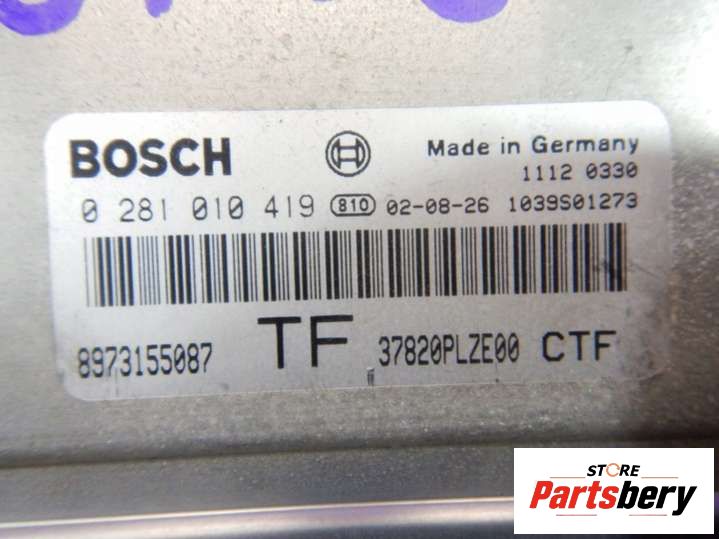 BOSCH Made in Germany
1112 0330
0 281 010 419 810 02-08-26 1039S01273
8973155087 TF 37820PLZE00 CTF
STORE
Partsbery